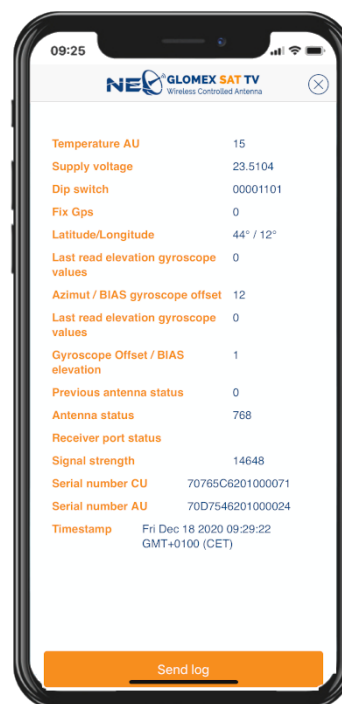 09:25
NEO GLOMEX SAT TV
Wireless Controlled Antenna
Temperature AU 15
Supply voltage 23.5104
Dip switch 00001101
Fix Gps 0
Latitude/Longitude 44° / 12°
Last read elevation gyroscope 0
values
Azimut / BIAS gyroscope offset 12
Last read elevation gyroscope 0
values
Gyroscope Offset / BIAS 1
elevation
Previous antenna status 0
Antenna status 768
Receiver port status
Signal strength 14648
Serial number CU 70765C6201000071
Serial number AU 70D7546201000024
Timestamp Fri Dec 18 2020 09:29:22
GMT+0100 (CET)
Send log